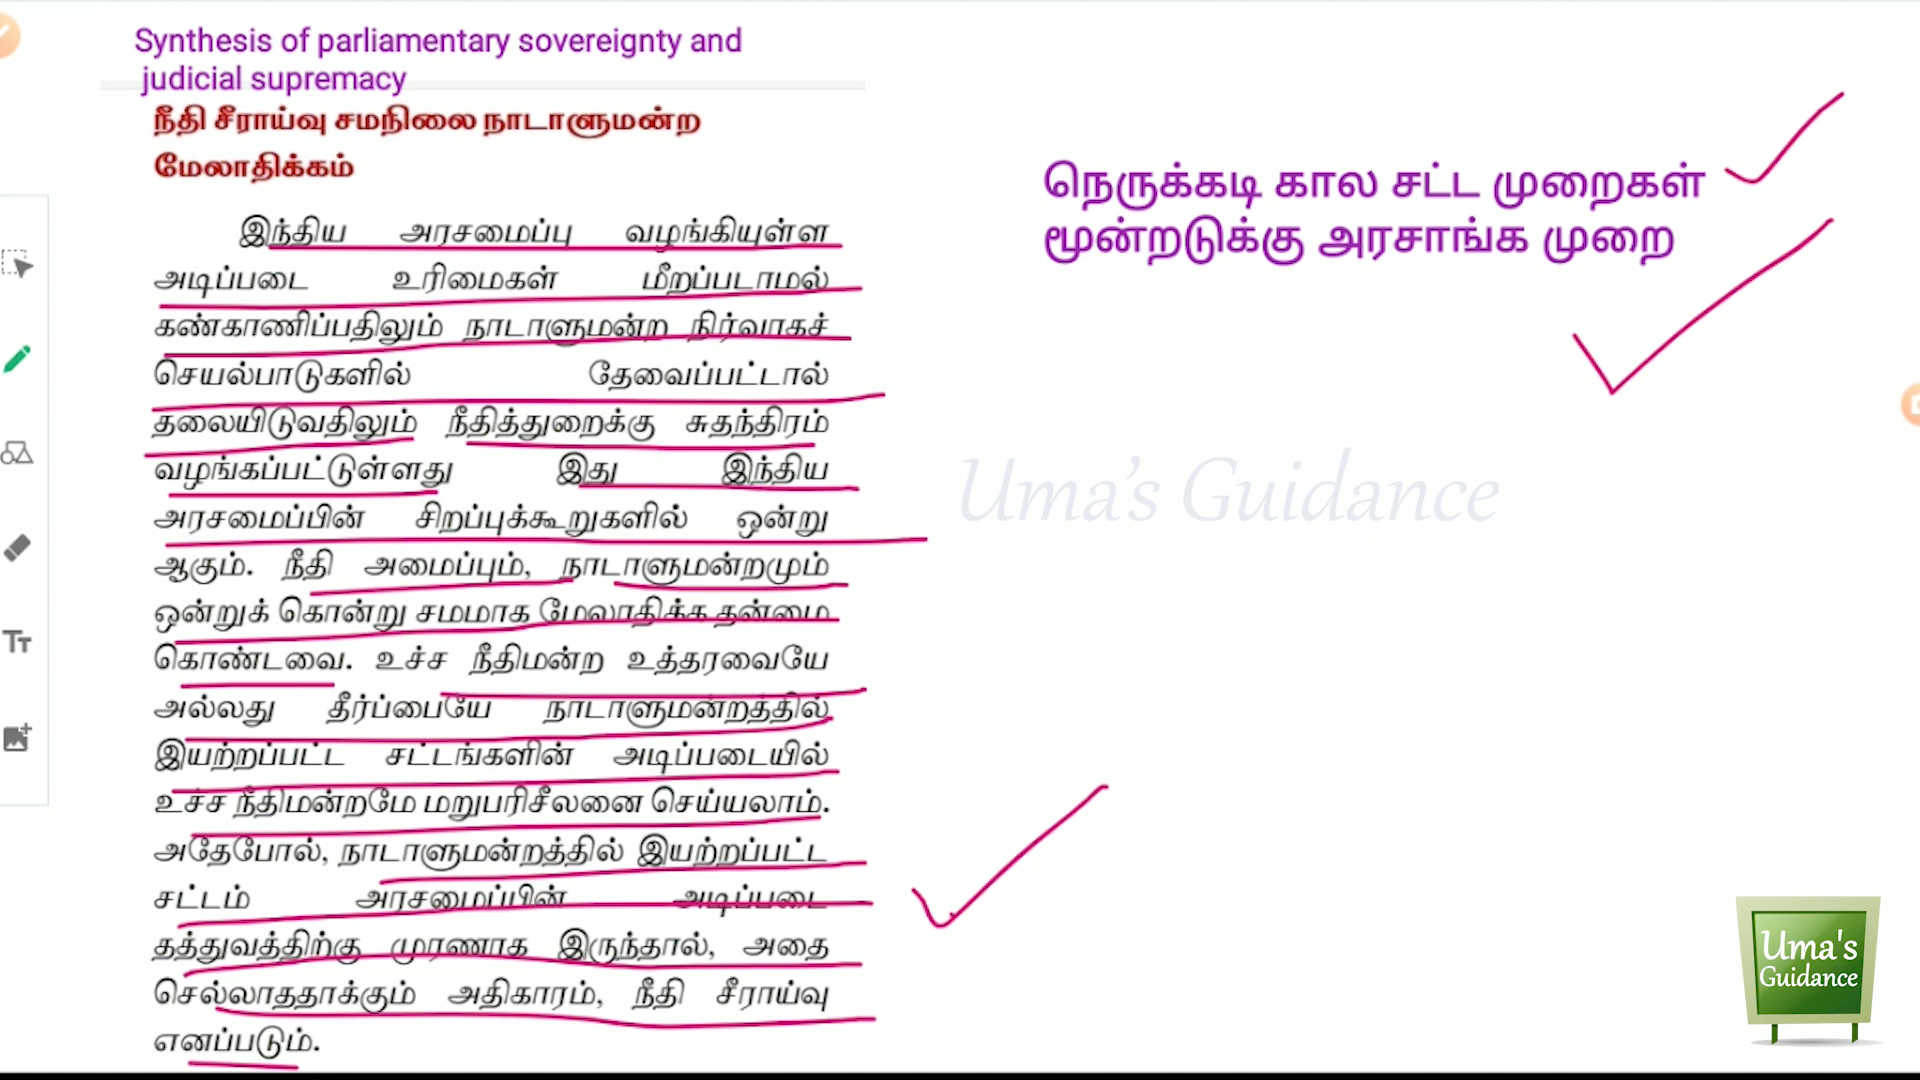 Synthesis of parliamentary sovereignty and
judicial supremacy
நீதி சீராய்வு சமநிலை நாடாளுமன்ற
மேலாதிக்கம்
இந்திய அரசமைப்பு வழங்கியுள்ள
அடிப்படை உரிமைகள் மீறப்படாமல்
கண்காணிப்பதிலும் நாடாளுமன்ற நிர்வாகச்
செயல்பாடுகளில் தேவைப்பட்டால்
தலையிடுவதிலும் நீதித்துறைக்கு சுதந்திரம்
வழங்கப்பட்டுள்ளது இது இந்திய
அரசமைப்பின் சிறப்புக்கூறுகளில் ஒன்று
ஆகும். நீதி அமைப்பும், நாடாளுமன்றமும்
ஒன்றுக் கொன்று சமமாக மேலாதிக்க தன்மை
கொண்டவை. உச்ச நீதிமன்ற உத்தரவையே
அல்லது தீர்ப்பையே நாடாளுமன்றத்தில்
இயற்றப்பட்ட சட்டங்களின் அடிப்படையில்
உச்ச நீதிமன்றமே மறுபரிசீலனை செய்யலாம்.
அதேபோல், நாடாளுமன்றத்தில் இயற்றப்பட்ட
சட்டம் அரசமைப்பின் அடிப்படை
தத்துவத்திற்கு முரணாக இருந்தால், அதை
செல்லாததாக்கும் அதிகாரம், நீதி சீராய்வு
எனப்படும்.
நெருக்கடி கால சட்ட முறைகள்
மூன்றடுக்கு அரசாங்க முறை
Uma's Guidance
Tт
Uma's
Guidance